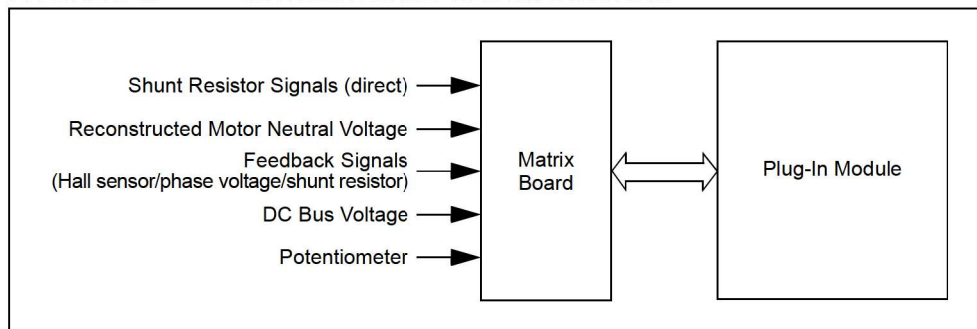 Shunt Resistor Signals (direct)
Reconstructed Motor Neutral Voltage
Feedback Signals
(Hall sensor/phase voltage/shunt resistor)
DC Bus Voltage
Potentiometer
Matrix
Board
Plug-In Module